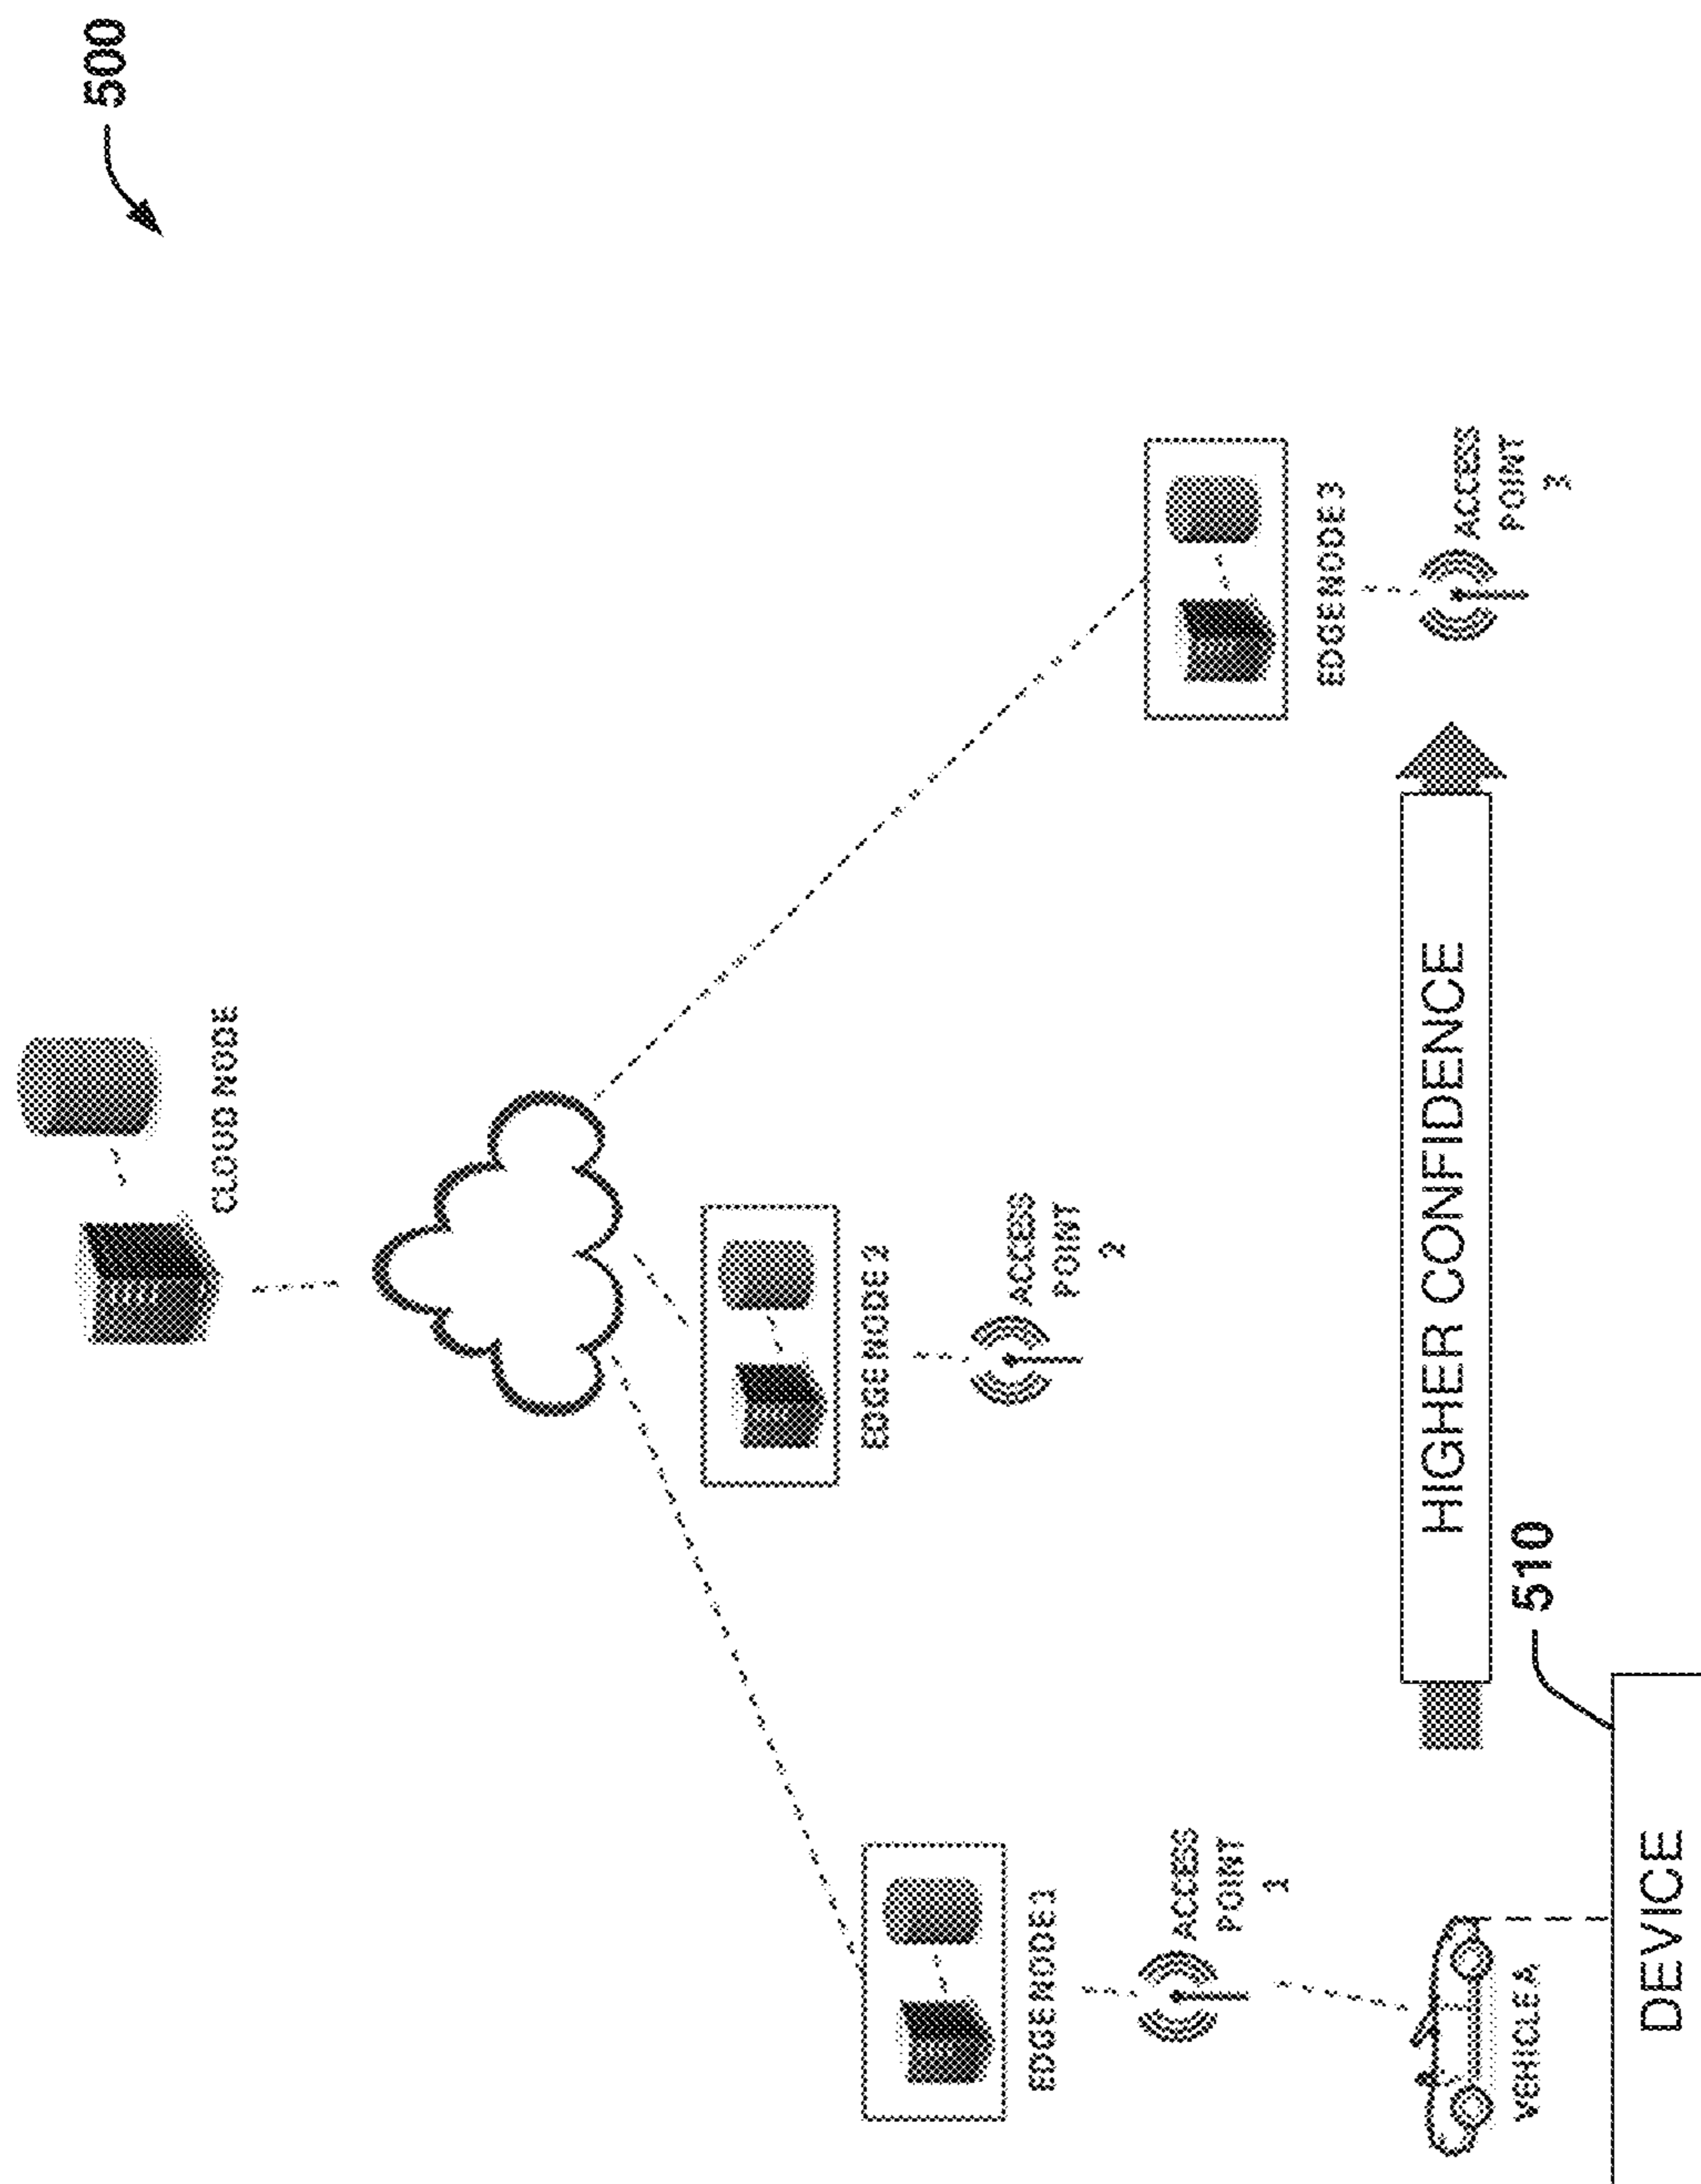 500
CLOUD NODE
EDGE NODE 2
ACCESS
POINT
2
EDGE NODE 1
ACCESS
POINT
1
EDGE NODE 3
ACCESS
POINT
3
HIGHER CONFIDENCE
VEHICLE A
510
DEVICE